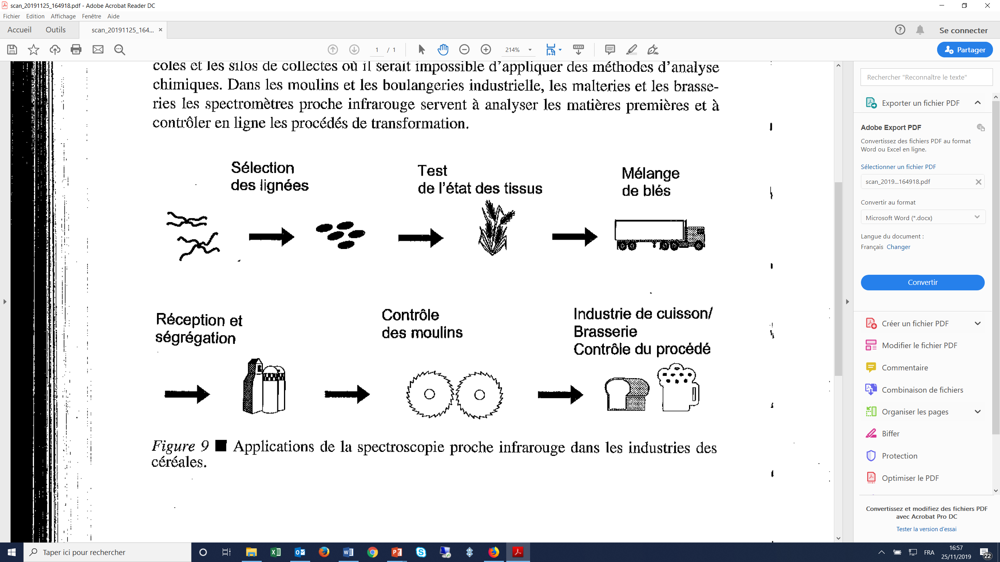 scan_20191125_164918.pdf - Adobe Acrobat Reader DC
Fichier Edition Affichage Fenêtre Aide
Accueil Outils scan_20191125_164... ×
Se connecter
1 / 1 214% Partager
coles et les silos de collectes où il serait impossible d'appliquer des méthodes d'analyse
chimiques. Dans les moulins et les boulangeries industrielle, les malteries et les brasse-
ries les spectromètres proche infrarouge servent à analyser les matières premières et à
contrôler en ligne les procédés de transformation.
Sélection
des lignées
Test
de l'état des tissus
Mélange
de blés
Réception et
ségrégation
Contrôle
des moulins
Industrie de cuisson/
Brasserie
Contrôle du procédé
Figure 9 ■ Applications de la spectroscopie proche infrarouge dans les industries des
céréales.
Rechercher "Reconnaître le texte"
Exporter un fichier PDF
Adobe Export PDF
Convertissez des fichiers PDF au format
Word ou Excel en ligne.
Sélectionner un fichier PDF
scan_2019...164918.pdf
Convertir au format
Microsoft Word (*.docx)
Langue du document :
Français Changer
Convertir
Créer un fichier PDF
Modifier le fichier PDF
Commentaire
Combinaison de fichiers
Organiser les pages
Biffer
Protection
Optimiser le PDF
Convertissez et modifiez des fichiers PDF
avec Acrobat Pro DC
Tester la version d'essai
Taper ici pour rechercher
FRA
16:57
25/11/2019
22